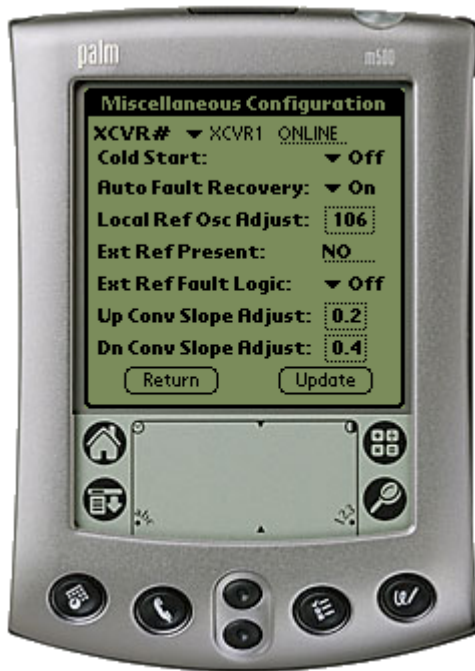 palm m500
Miscellaneous Configuration
XCVR# XCVR1 ONLINE
Cold Start: Off
Auto Fault Recovery: On
Local Ref Osc Adjust: 106
Ext Ref Present: NO
Ext Ref Fault Logic: Off
Up Conv Slope Adjust: 0.2
Dn Conv Slope Adjust: 0.4
Return Update
abc 123